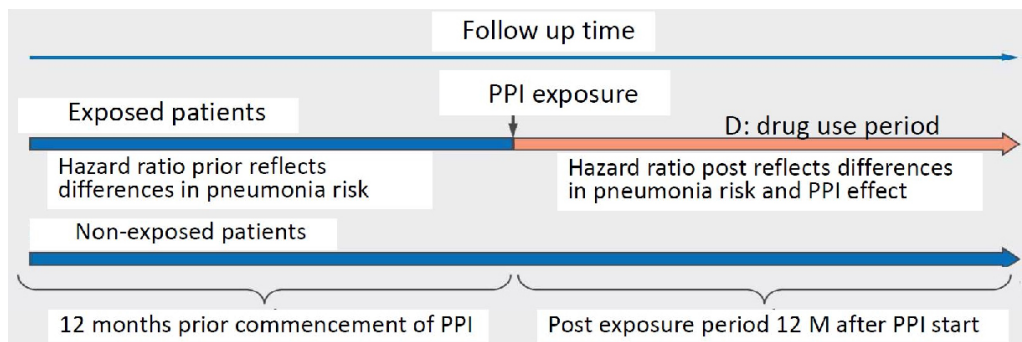 Follow up time
PPI exposure
Exposed patients
D: drug use period
Hazard ratio prior reflects
differences in pneumonia risk
Hazard ratio post reflects differences
in pneumonia risk and PPI effect
Non-exposed patients
12 months prior commencement of PPI
Post exposure period 12 M after PPI start